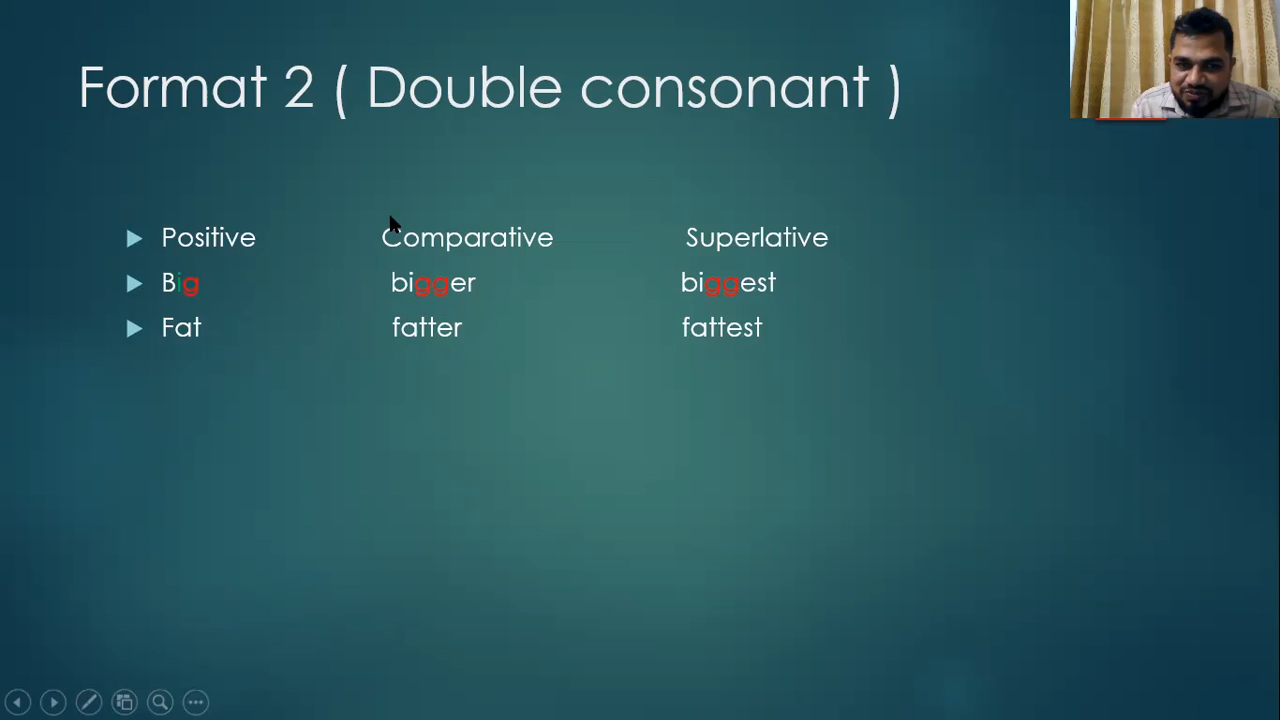 Format 2 ( Double consonant )
Positive Comparative Superlative
Big bigger biggest
Fat fatter fattest